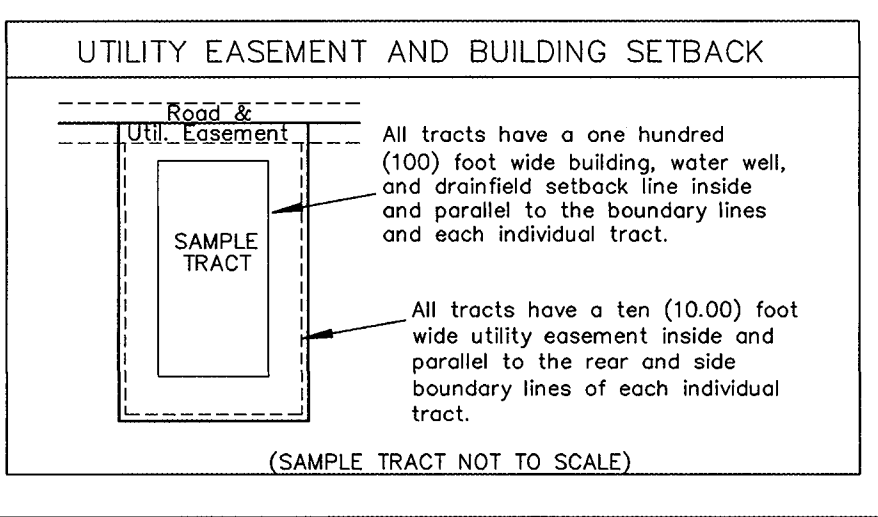 UTILITY EASEMENT AND BUILDING SETBACK
Road &
Util. Easement
All tracts have a one hundred
(100) foot wide building, water well,
and drainfield setback line inside
and parallel to the boundary lines
and each individual tract.
SAMPLE
TRACT
All tracts have a ten (10.00) foot
wide utility easement inside and
parallel to the rear and side
boundary lines of each individual
tract.
(SAMPLE TRACT NOT TO SCALE)